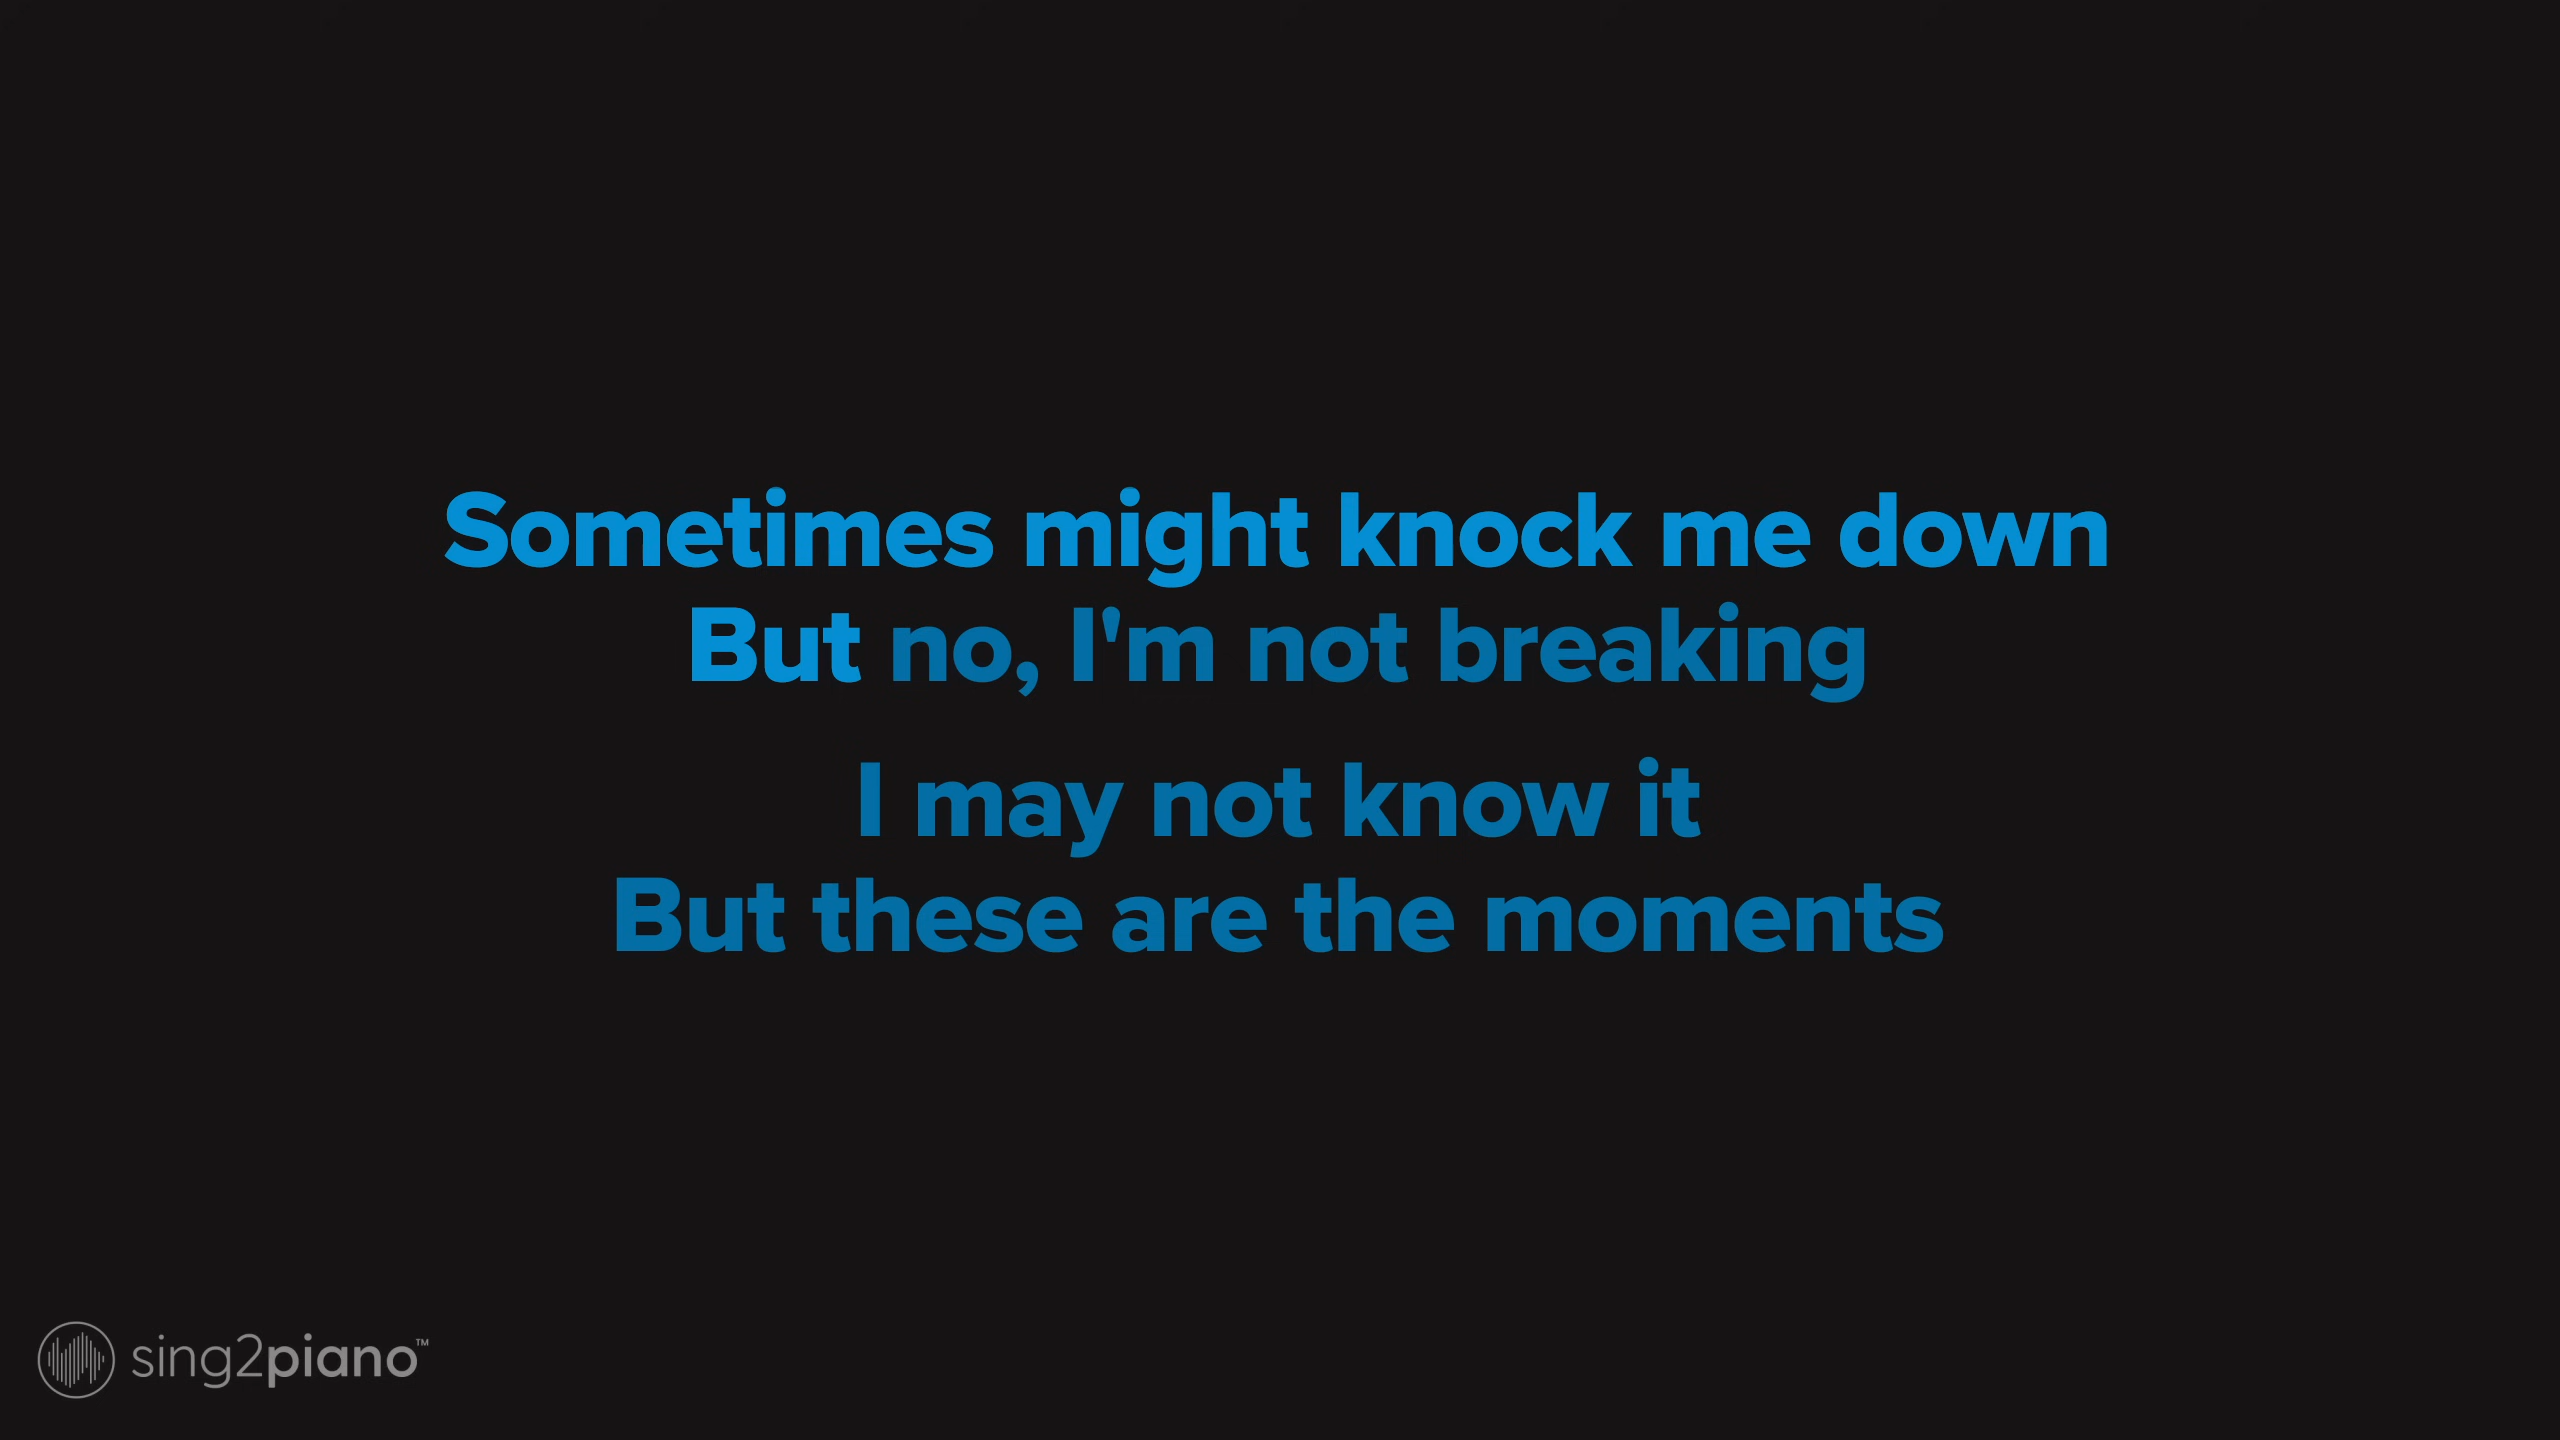 Sometimes might knock me down
But no, I'm not breaking
I may not know it
But these are the moments
sing2piano™